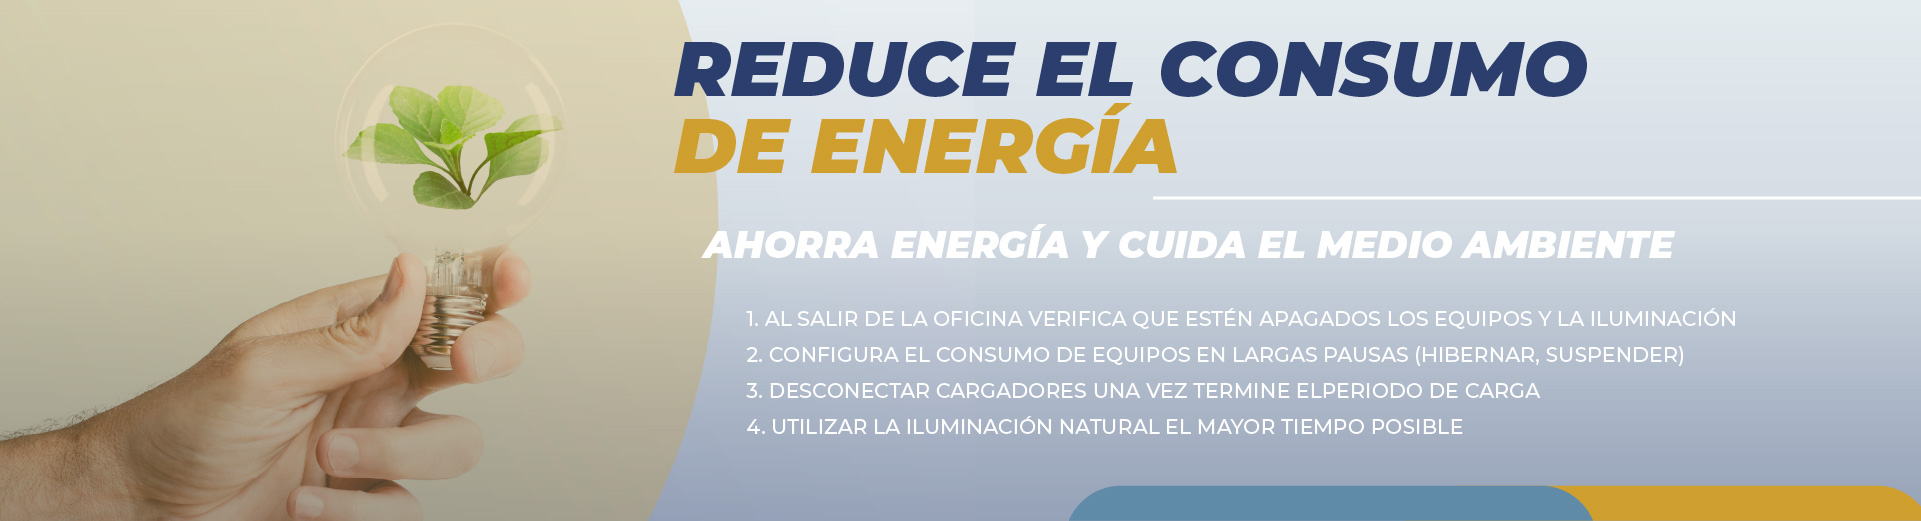 REDUCE EL CONSUMO
DE ENERGÍA
AHORRA ENERGÍA Y CUIDA EL MEDIO AMBIENTE
1. AL SALIR DE LA OFICINA VERIFICA QUE ESTÉN APAGADOS LOS EQUIPOS Y LA ILUMINACIÓN
2. CONFIGURA EL CONSUMO DE EQUIPOS EN LARGAS PAUSAS (HIBERNAR, SUSPENDER)
3. DESCONECTAR CARGADORES UNA VEZ TERMINE ELPERIODO DE CARGA
4. UTILIZAR LA ILUMINACIÓN NATURAL EL MAYOR TIEMPO POSIBLE